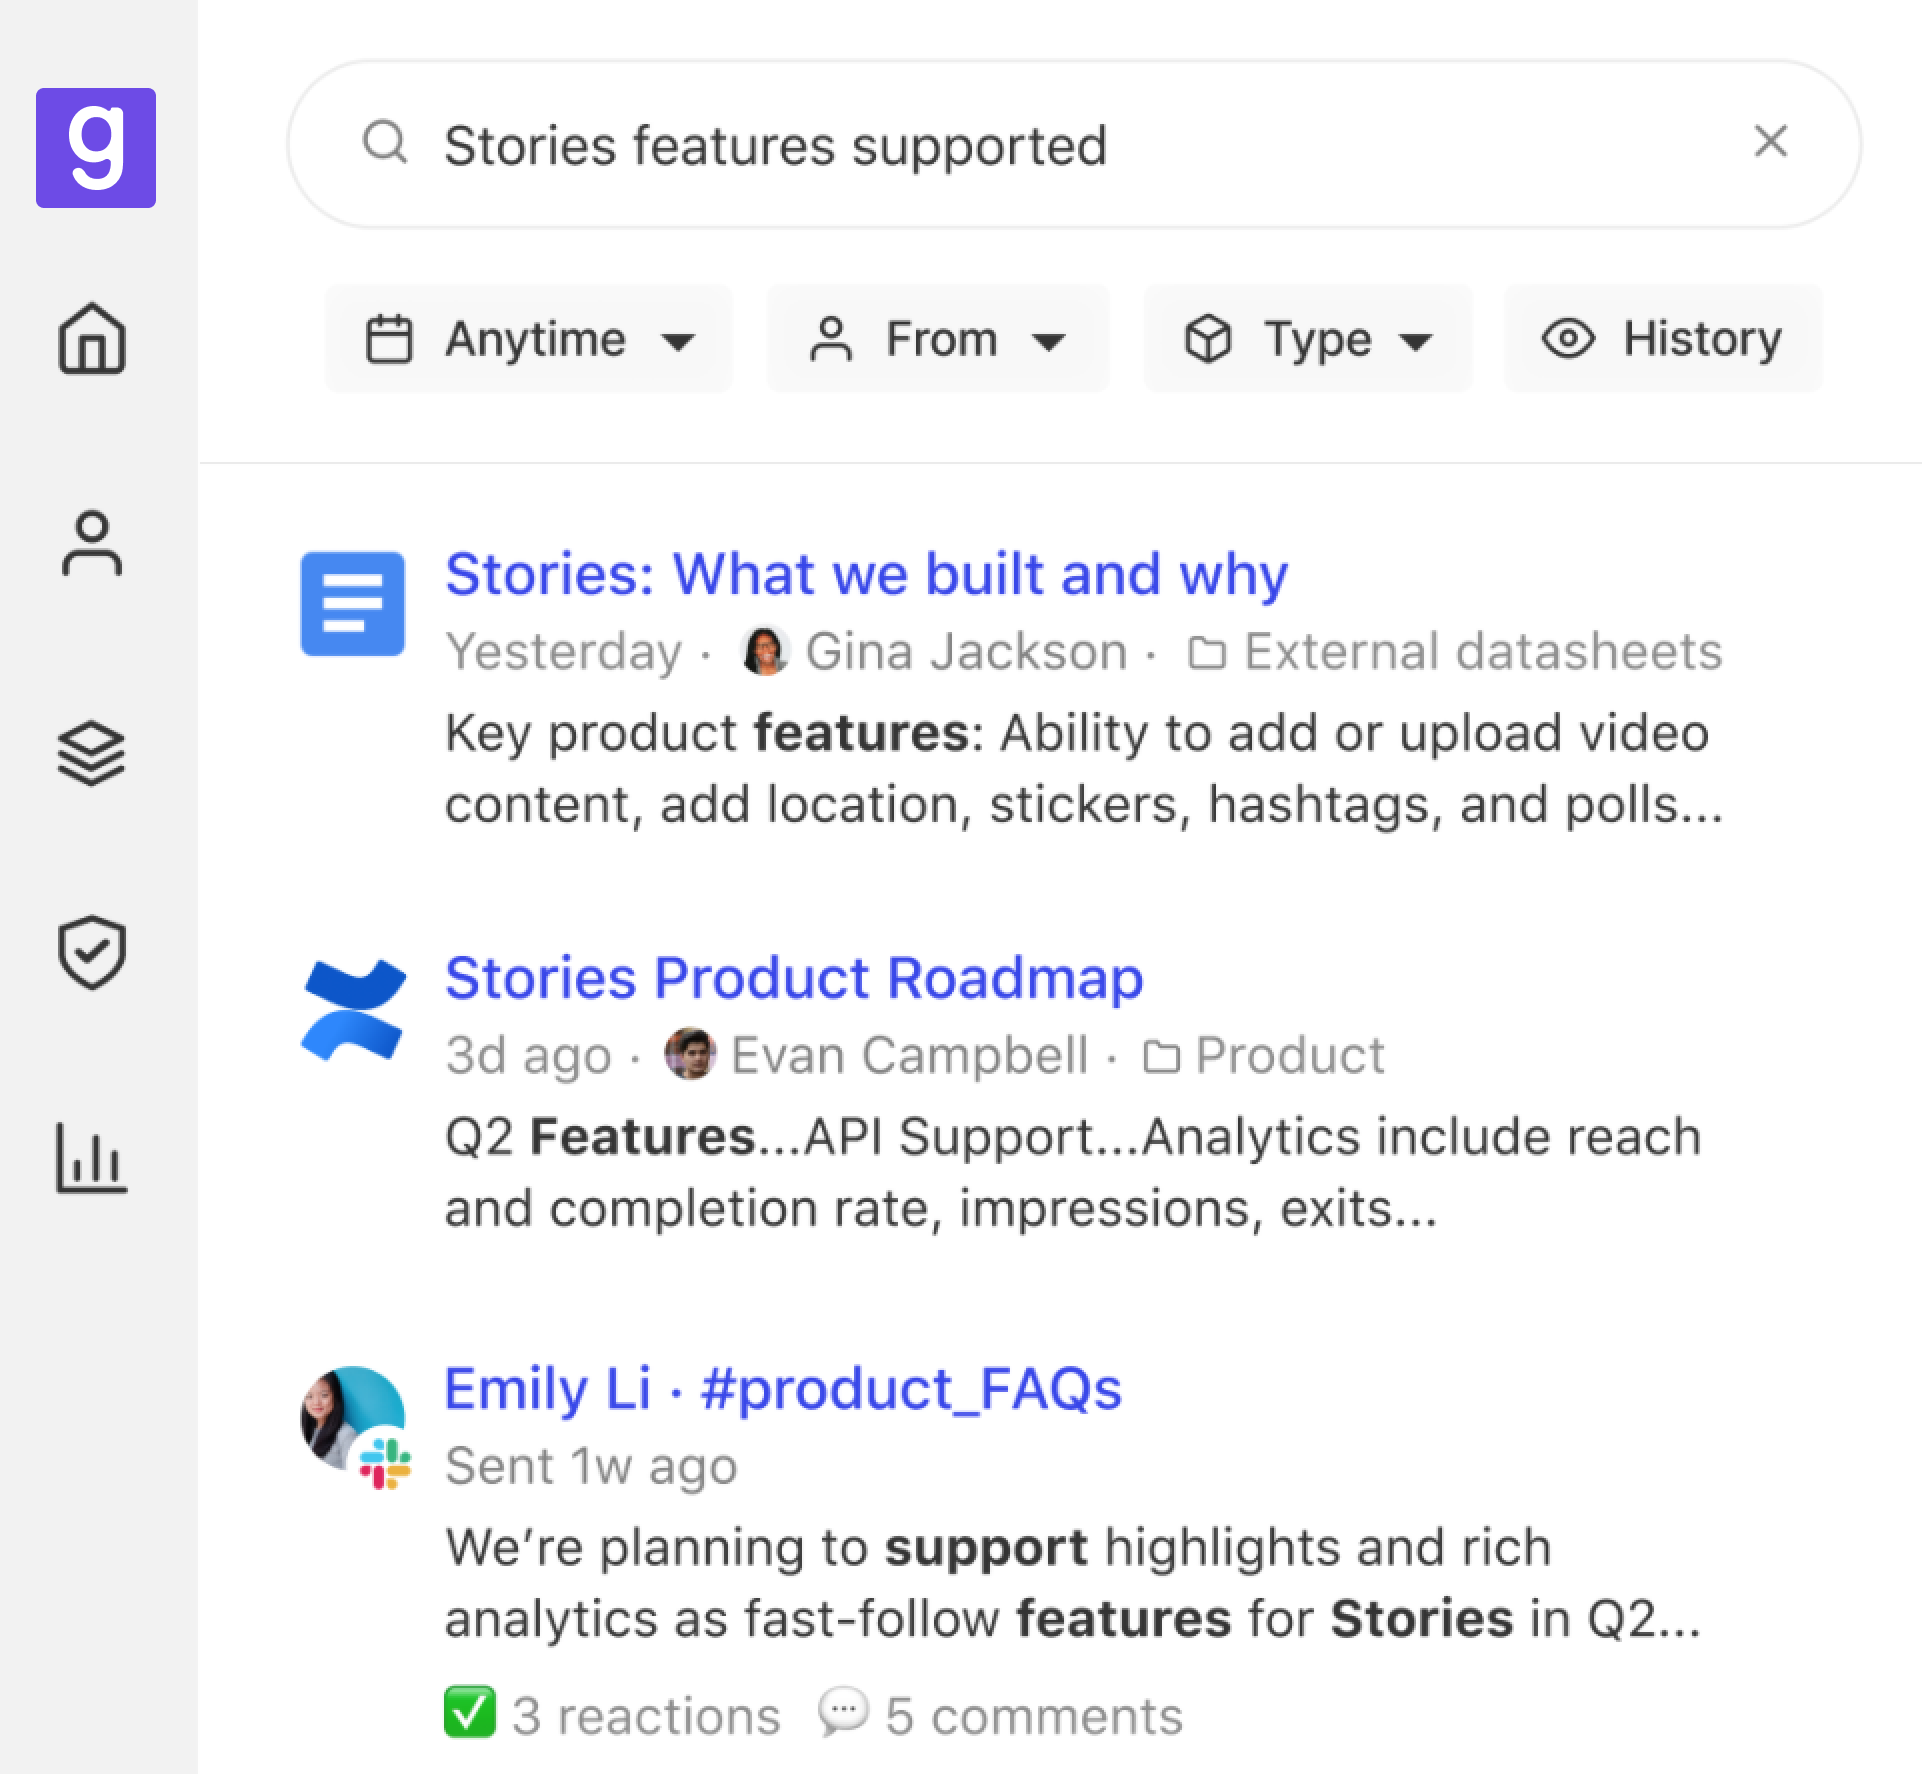 g
Stories features supported
Anytime
From
Type
History
Stories: What we built and why
Yesterday · Gina Jackson · External datasheets
Key product features: Ability to add or upload video
content, add location, stickers, hashtags, and polls...
Stories Product Roadmap
3d ago · Evan Campbell · Product
Q2 Features...API Support...Analytics include reach
and completion rate, impressions, exits...
Emily Li · #product_FAQs
Sent 1w ago
We’re planning to support highlights and rich
analytics as fast-follow features for Stories in Q2...
3 reactions 5 comments